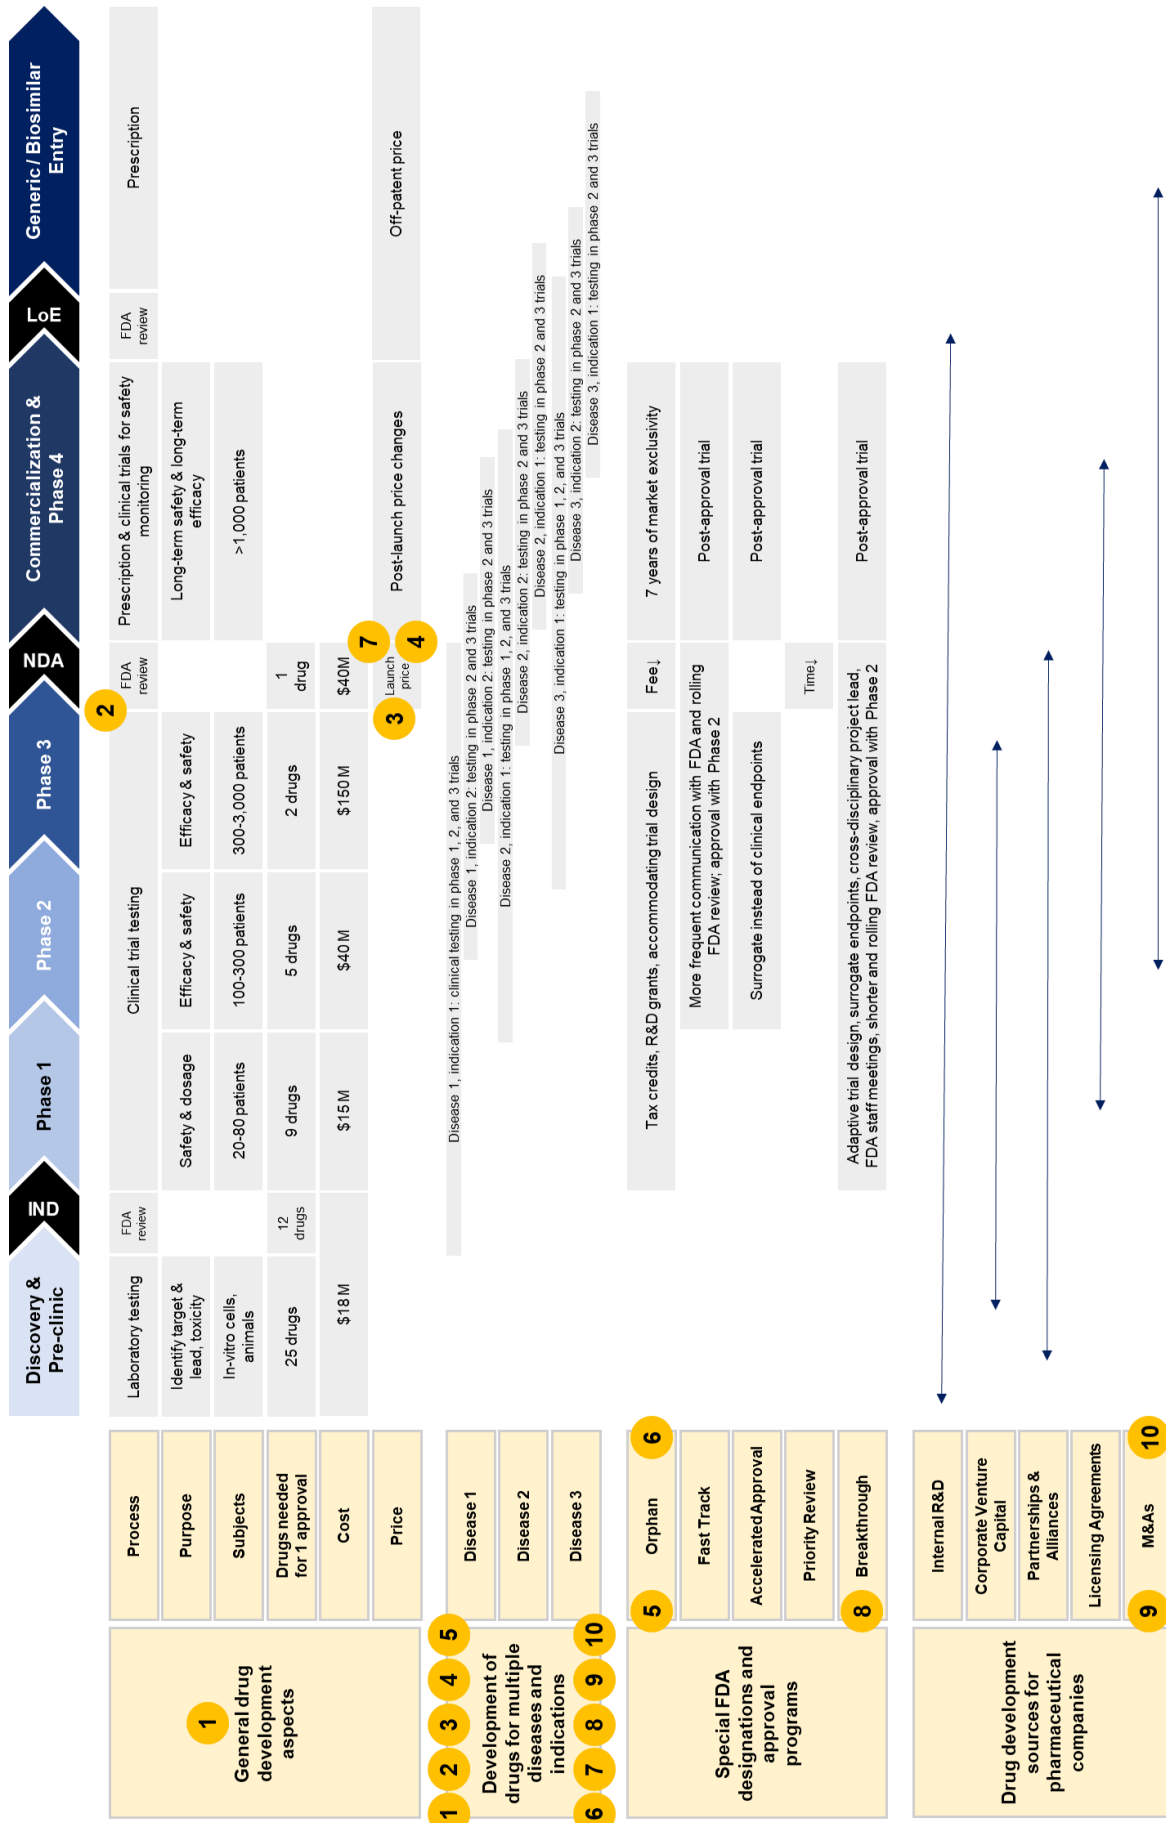 Discovery &
Pre-clinic
IND
Phase 1
Phase 2
Phase 3
NDA
Commercialization &
Phase 4
LoE
Generic / Biosimilar
Entry
1
General drug
development
aspects
Process
Laboratory testing
FDA
review
Clinical trial testing
2
FDA
review
Prescription & clinical trials for safety
monitoring
FDA
review
Prescription
Purpose
Identify target &
lead, toxicity
Safety & dosage
Efficacy & safety
Efficacy & safety
Long-term safety & long-term
efficacy
Subjects
In-vitro cells,
animals
20-80 patients
100-300 patients
300-3,000 patients
>1,000 patients
Drugs needed
for 1 approval
25 drugs
12
drugs
9 drugs
5 drugs
2 drugs
1
drug
Cost
$18 M
$15 M
$40 M
$150 M
$40M
Price
3
Launch
price
7
4
Post-launch price changes
Off-patent price
1
2
3
4
5
Development of
drugs for multiple
diseases and
indications
6
7
8
9
10
Disease 1
Disease 1, indication 1: clinical testing in phase 1, 2, and 3 trials
Disease 1, indication 2: testing in phase 2 and 3 trials
Disease 1, indication 2: testing in phase 2 and 3 trials
Disease 2
Disease 2, indication 1: testing in phase 1, 2, and 3 trials
Disease 2, indication 2: testing in phase 2 and 3 trials
Disease 2, indication 1: testing in phase 2 and 3 trials
Disease 3
Disease 3, indication 1: testing in phase 1, 2, and 3 trials
Disease 3, indication 2: testing in phase 2 and 3 trials
Disease 3, indication 1: testing in phase 2 and 3 trials
Special FDA
designations and
approval
programs
5
Orphan
6
Tax credits, R&D grants, accommodating trial design
Fee↓
7 years of market exclusivity
Fast Track
More frequent communication with FDA and rolling
FDA review; approval with Phase 2
Post-approval trial
Accelerated Approval
Surrogate instead of clinical endpoints
Post-approval trial
Priority Review
Time↓
8
Breakthrough
Adaptive trial design, surrogate endpoints, cross-disciplinary project lead,
FDA staff meetings, shorter and rolling FDA review, approval with Phase 2
Post-approval trial
Drug development
sources for
pharmaceutical
companies
Internal R&D
Corporate Venture
Capital
Partnerships &
Alliances
Licensing Agreements
9
M&As
10